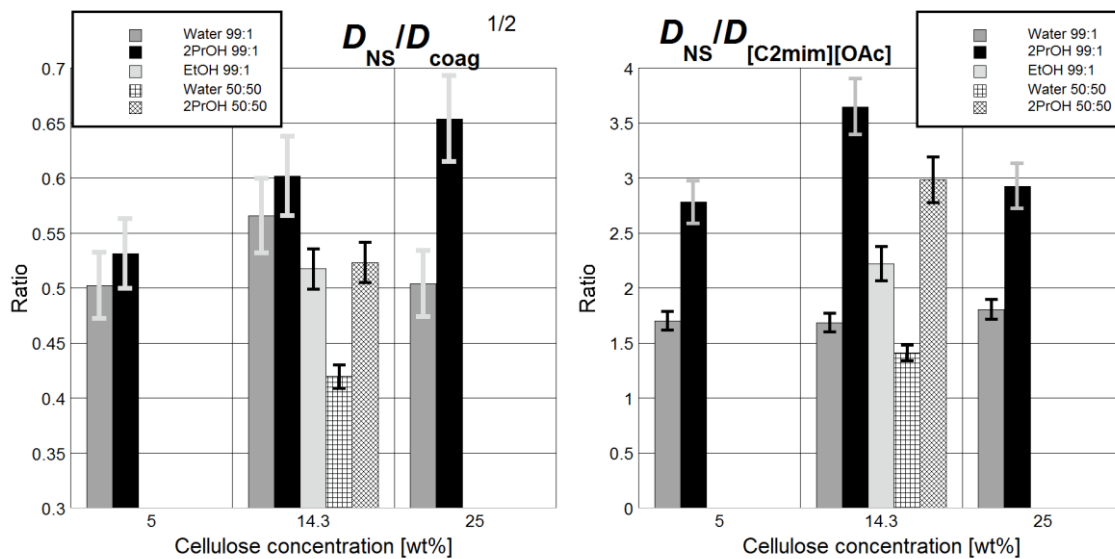 Water 99:1
2PrOH 99:1
EtOH 99:1
Water 50:50
2PrOH 50:50
D_NS/D_coag^1/2
0.7
0.65
0.6
0.55
0.5
0.45
0.4
0.35
0.3
Ratio
5 14.3 25
Cellulose concentration [wt%]
D_NS/D_[C2mim][OAc]
Water 99:1
2PrOH 99:1
EtOH 99:1
Water 50:50
2PrOH 50:50
4
3.5
3
2.5
2
1.5
1
0.5
0
Ratio
5 14.3 25
Cellulose concentration [wt%]